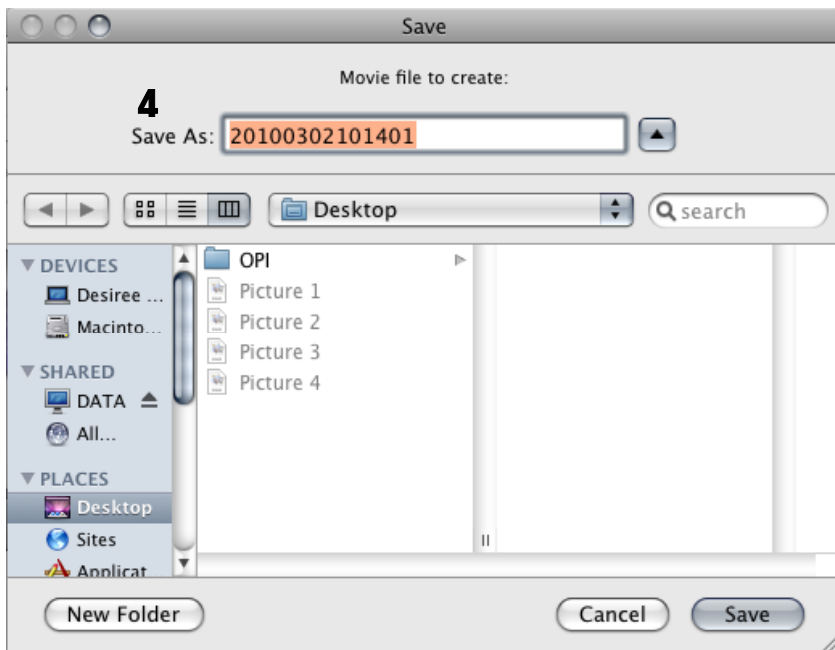 Save
Movie file to create:
4
Save As: 20100302101401
Desktop
search
DEVICES
Desiree ...
Macinto...
SHARED
DATA
All...
PLACES
Desktop
Sites
Applicat...
OPI
Picture 1
Picture 2
Picture 3
Picture 4
New Folder
Cancel
Save